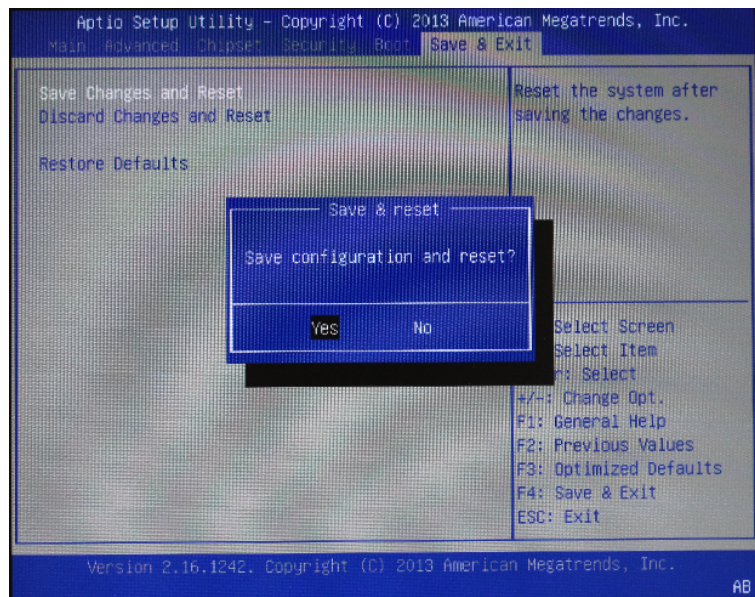 Aptio Setup Utility – Copyright (C) 2013 American Megatrends, Inc.
Main Advanced Chipset Security Boot Save & Exit
Save Changes and Reset
Discard Changes and Reset
Restore Defaults
Reset the system after
saving the changes.
Save & reset
Save configuration and reset?
Yes No
Select Screen
Select Item
r: Select
+/-: Change Opt.
F1: General Help
F2: Previous Values
F3: Optimized Defaults
F4: Save & Exit
ESC: Exit
Version 2.16.1242. Copyright (C) 2013 American Megatrends, Inc.
AB